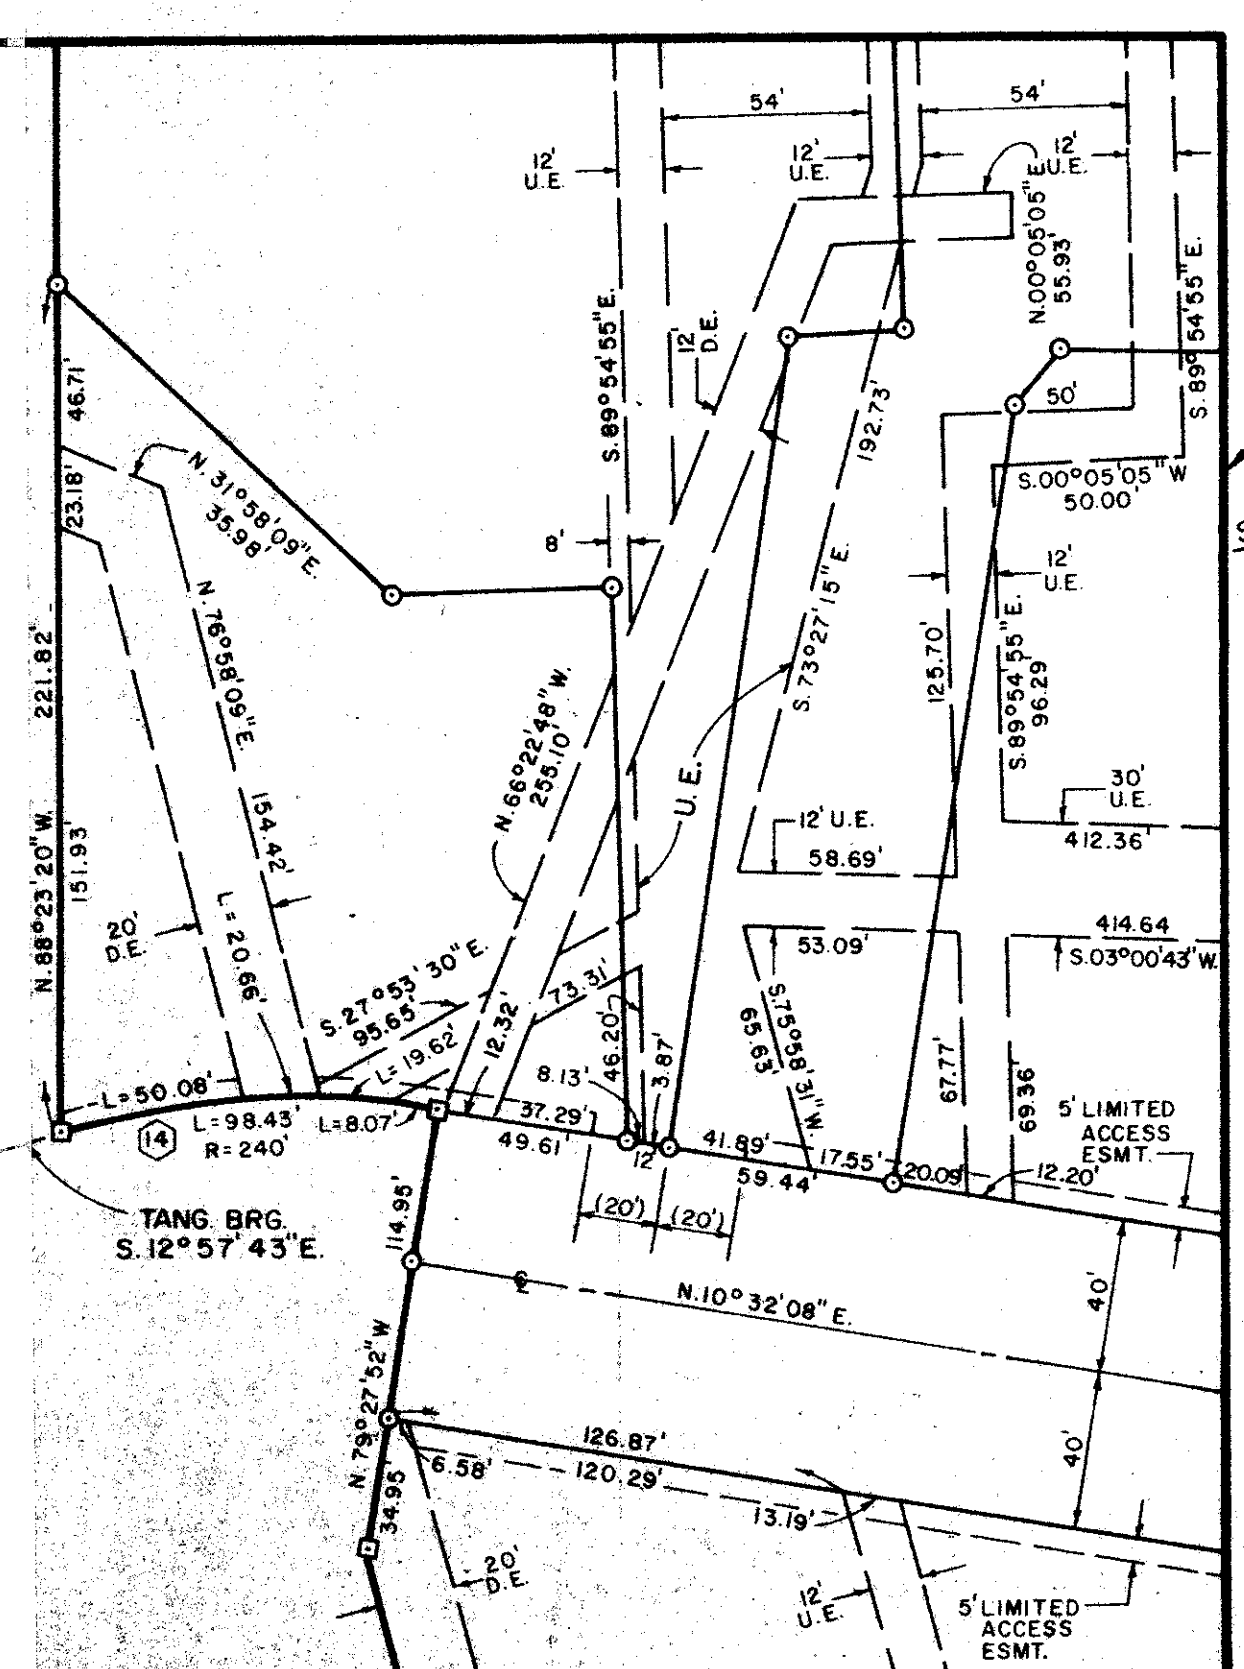 54'
54'
12'
U.E.
12'
U.E.
12'
U.E.
N.00°05'05"E.
55.93'
S.89°54'55"E.
S.89°54'55"E.
12'
D.E.
46.71'
23.18'
N.31°58'09"E.
35.98'
192.73'
50'
S.00°05'05"W
50.00'
8'
12'
U.E.
N.76°58'09"E.
154.42'
221.82'
N.88°23'20"W.
151.93'
S.73°27'15"E.
125.70'
S.89°54'55"E.
96.29'
N.66°22'48"W.
255.10'
U.E.
30'
U.E.
412.36'
12' U.E.
58.69'
20'
D.E.
L=20.66'
S.27°53'30"E.
95.65'
L=19.62'
12.32'
73.31'
46.20'
53.09'
414.64
S.03°00'43"W.
S.75°58'31"W.
65.63'
67.77'
69.36'
8.13'
3.87'
L=50.08'
14
L=98.43'
R=240'
L=8.07'
37.29'
49.61'
12'
41.89'
59.44'
17.55'
20.09'
12.20'
5' LIMITED
ACCESS
ESMT.
(20')
(20')
TANG. BRG.
S.12°57'43"E.
114.95'
N.10°32'08"E.
40'
40'
N.79°27'52"W
34.95'
126.87'
6.58'
120.29'
13.19'
20'
D.E.
12'
U.E.
5' LIMITED
ACCESS
ESMT.